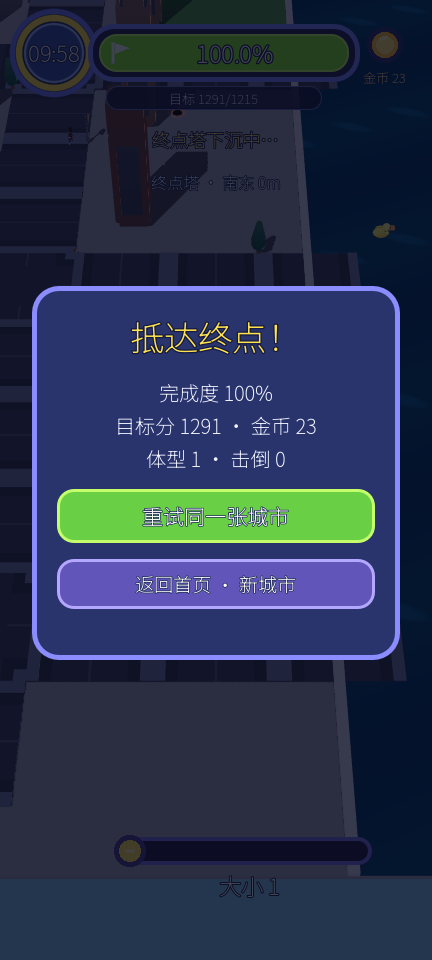 09:58
100.0%
金币 23
目标 1291/1215
终点塔下沉中…
终点塔 · 南东 0m
抵达终点！
完成度 100%
目标分 1291 · 金币 23
体型 1 · 击倒 0
重试同一张城市
返回首页 · 新城市
大小 1